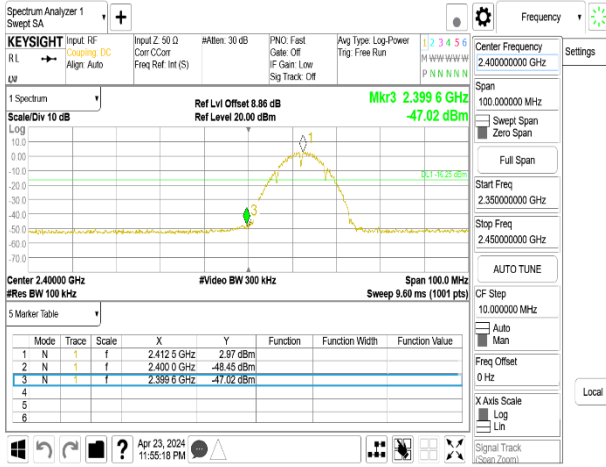 Spectrum Analyzer 1
Swept SA
Frequency
KEYSIGHT
RL
Input: RF
Coupling: DC
Align: Auto
Input Z: 50 Ω
Corr CCorr
Freq Ref: Int (S)
#Atten: 30 dB
PNO: Fast
Gate: Off
IF Gain: Low
Sig Track: Off
Avg Type: Log-Power
Trig: Free Run
1 2 3 4 5 6
M W W W W W
P N N N N N
Settings
Center Frequency
2.400000000 GHz
Span
100.000000 MHz
Swept Span
Zero Span
Full Span
Start Freq
2.350000000 GHz
Stop Freq
2.450000000 GHz
AUTO TUNE
CF Step
10.000000 MHz
Auto
Man
Freq Offset
0 Hz
X Axis Scale
Log
Lin
Signal Track
(Span Zoom)
Local
1 Spectrum
Scale/Div 10 dB
Ref Lvl Offset 8.86 dB
Ref Level 20.00 dBm
Mkr3 2.399 6 GHz
-47.02 dBm
Log
10.0
0.00
-10.0
-20.0
-30.0
-40.0
-50.0
-60.0
-70.0
1
3
DL1 -16.25 dBm
Center 2.40000 GHz
#Res BW 100 kHz
#Video BW 300 kHz
Span 100.0 MHz
Sweep 9.60 ms (1001 pts)
5 Marker Table
Mode Trace Scale X Y Function Function Width Function Value
1 N 1 f 2.412 5 GHz 2.97 dBm
2 N 1 f 2.400 0 GHz -48.45 dBm
3 N 1 f 2.399 6 GHz -47.02 dBm
4
5
6
?
Apr 23, 2024
11:55:18 PM